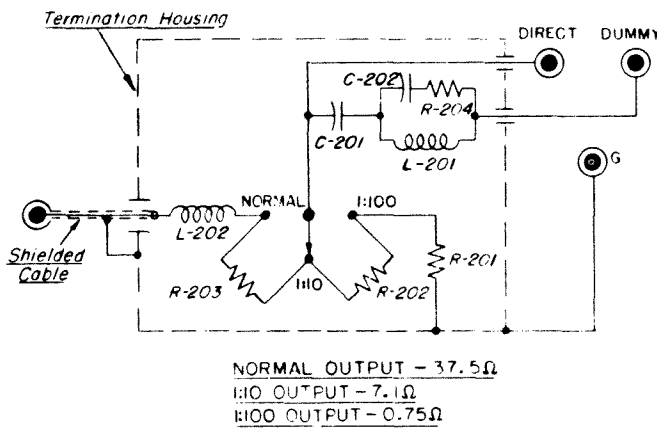 Termination Housing
DIRECT
DUMMY
C-202
R-204
C-201
L-201
G
NORMAL
1:100
L-202
Shielded
Cable
R-203
1:10
R-202
R-201
NORMAL OUTPUT - 37.5Ω
1:10 OUTPUT - 7.1Ω
1:100 OUTPUT - 0.75Ω